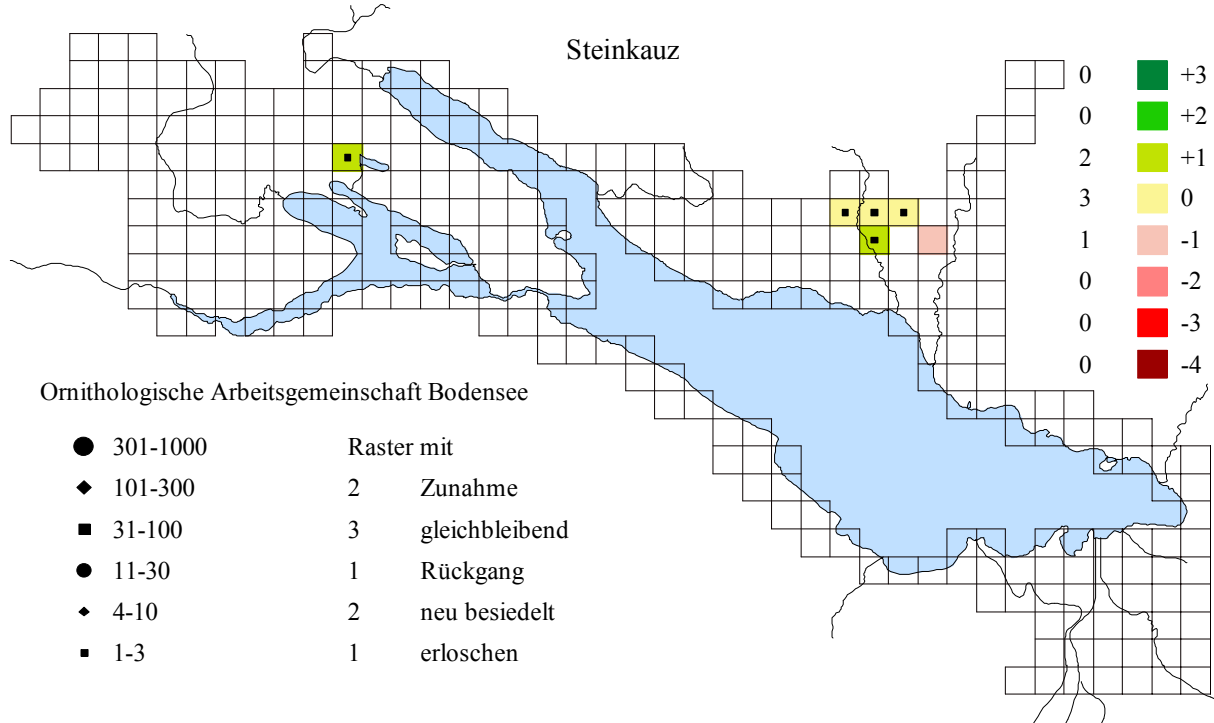 Steinkauz
0 +3
0 +2
2 +1
3 0
1 -1
0 -2
0 -3
0 -4
Ornithologische Arbeitsgemeinschaft Bodensee
301-1000 Raster mit
101-300 2 Zunahme
31-100 3 gleichbleibend
11-30 1 Rückgang
4-10 2 neu besiedelt
1-3 1 erloschen